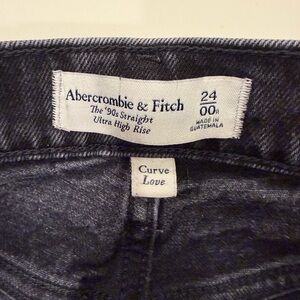 Abercrombie & Fitch
The '90s Straight
Ultra High Rise
24
00R
MADE IN
GUATEMALA
Curve
Love